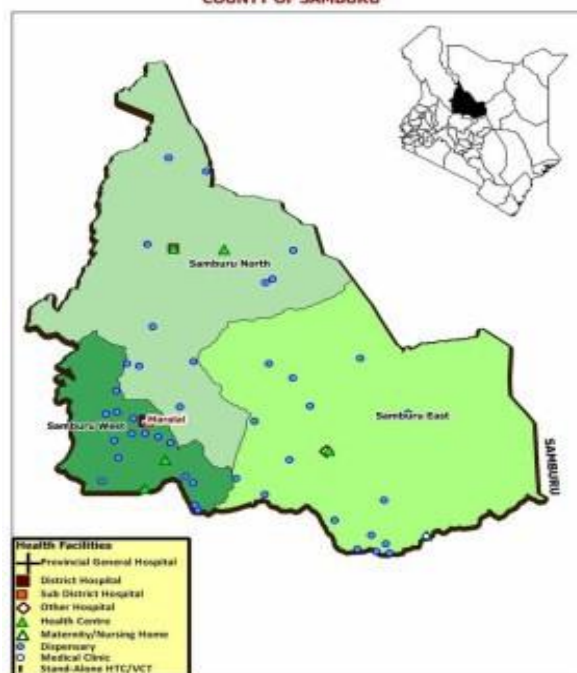 COUNTY OF SAMBURU
Samburu North
Samburu West
Maralal
Samburu East
SAMBURU
Health Facilities
Provincial General Hospital
District Hospital
Sub District Hospital
Other Hospital
Health Centre
Maternity/Nursing Home
Dispensary
Medical Clinic
Stand-Alone HTC/VCT